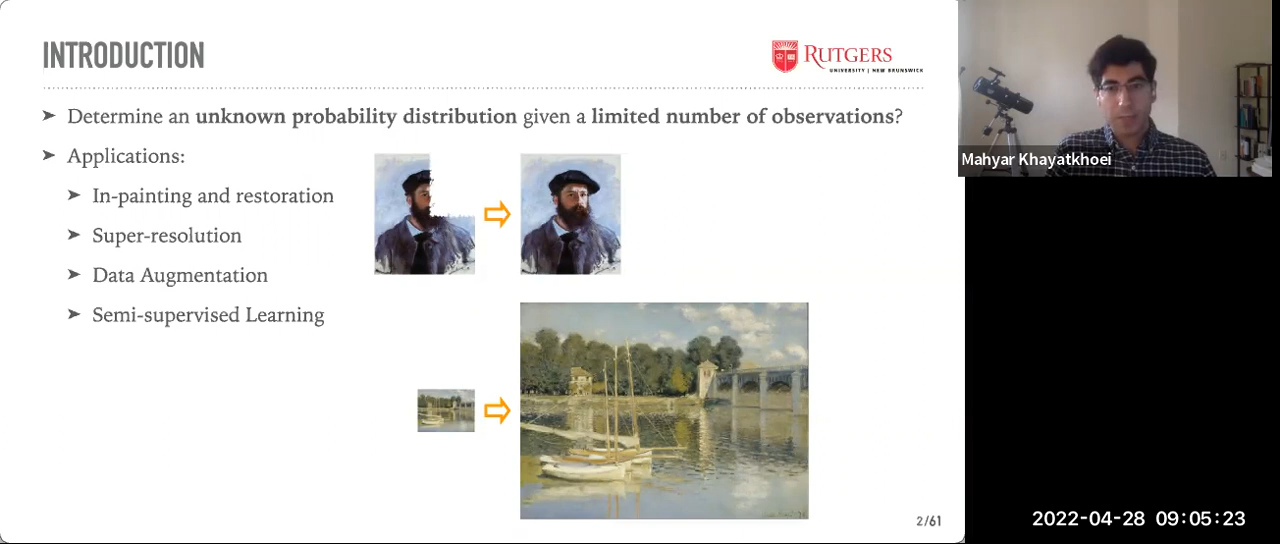 INTRODUCTION
RUTGERS
UNIVERSITY | NEW BRUNSWICK
➤ Determine an unknown probability distribution given a limited number of observations?
➤ Applications:
➤ In-painting and restoration
➤ Super-resolution
➤ Data Augmentation
➤ Semi-supervised Learning
2/61
Mahyar Khayatkhoei
2022-04-28 09:05:23